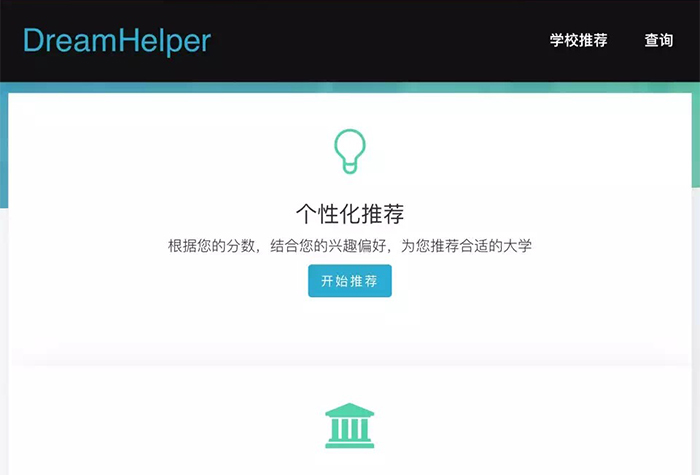 DreamHelper
学校推荐
查询
个性化推荐
根据您的分数，结合您的兴趣偏好，为您推荐合适的大学
开始推荐